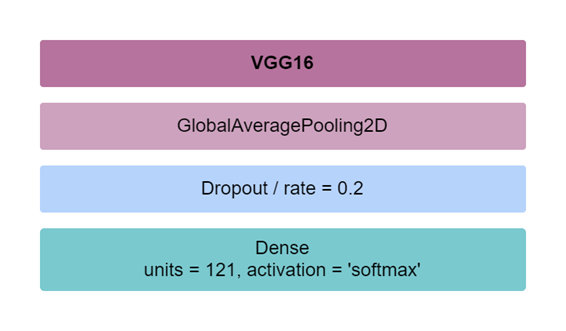 VGG16
GlobalAveragePooling2D
Dropout / rate = 0.2
Dense
units = 121, activation = 'softmax'